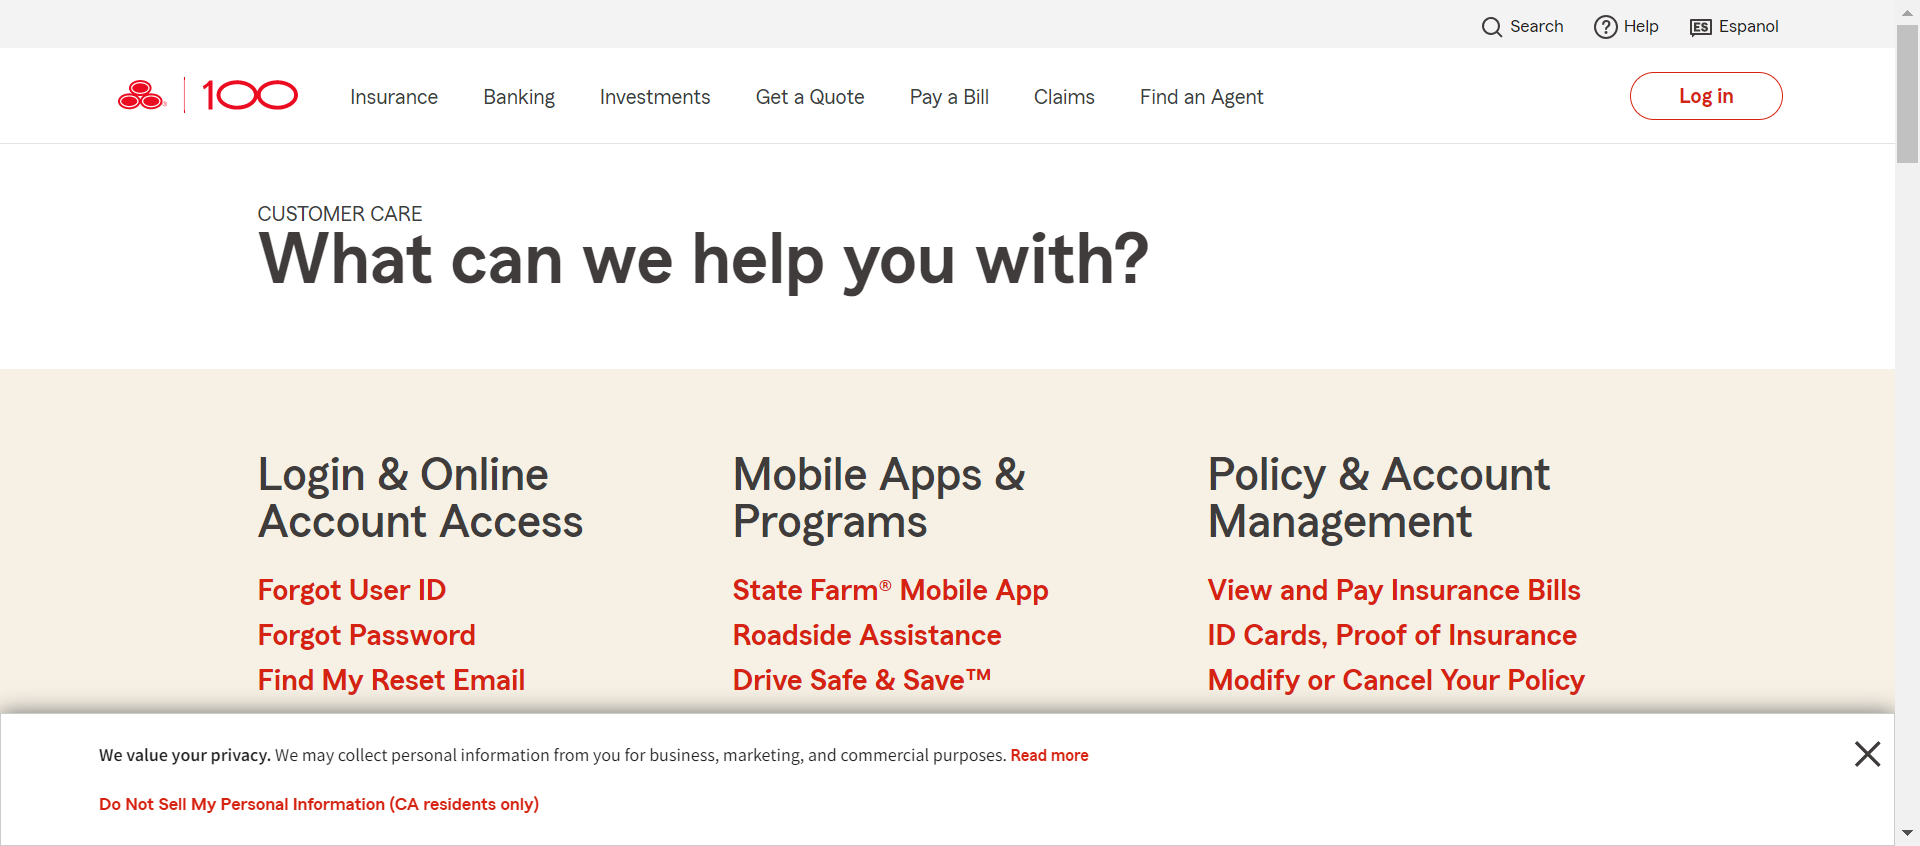 Search Help ES Espanol
100 Insurance Banking Investments Get a Quote Pay a Bill Claims Find an Agent Log in
CUSTOMER CARE
What can we help you with?
Login & Online
Account Access
Forgot User ID
Forgot Password
Find My Reset Email
Mobile Apps &
Programs
State Farm® Mobile App
Roadside Assistance
Drive Safe & Save™
Policy & Account
Management
View and Pay Insurance Bills
ID Cards, Proof of Insurance
Modify or Cancel Your Policy
We value your privacy. We may collect personal information from you for business, marketing, and commercial purposes. Read more
Do Not Sell My Personal Information (CA residents only)